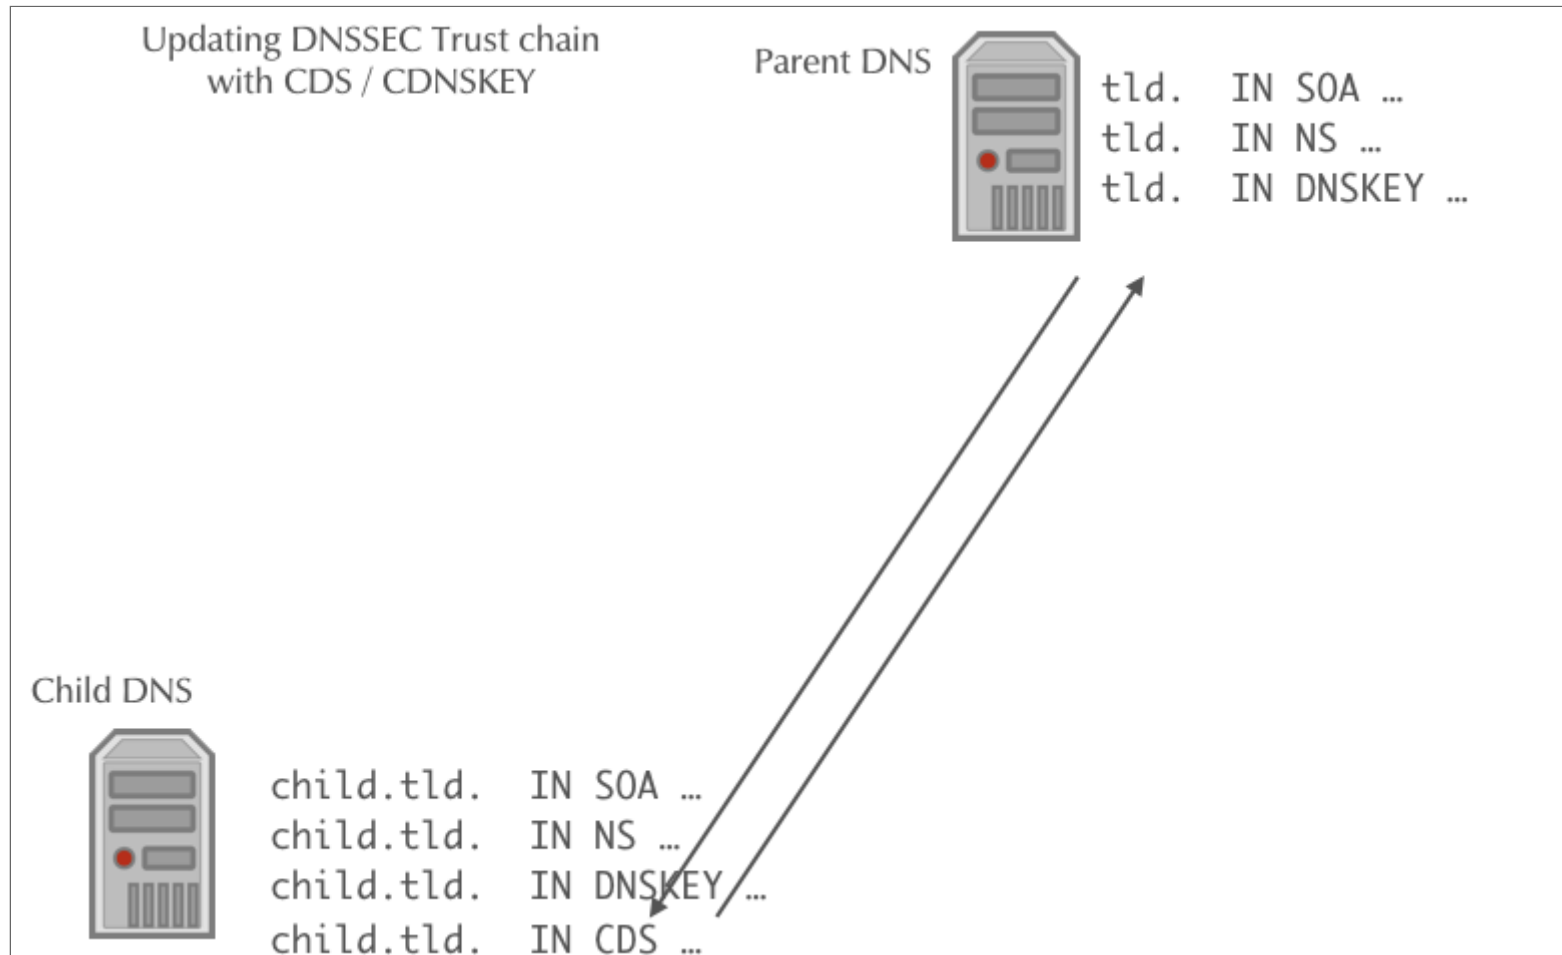 Updating DNSSEC Trust chain
with CDS / CDNSKEY
Parent DNS
tld. IN SOA …
tld. IN NS …
tld. IN DNSKEY …
Child DNS
child.tld. IN SOA …
child.tld. IN NS …
child.tld. IN DNSKEY …
child.tld. IN CDS …